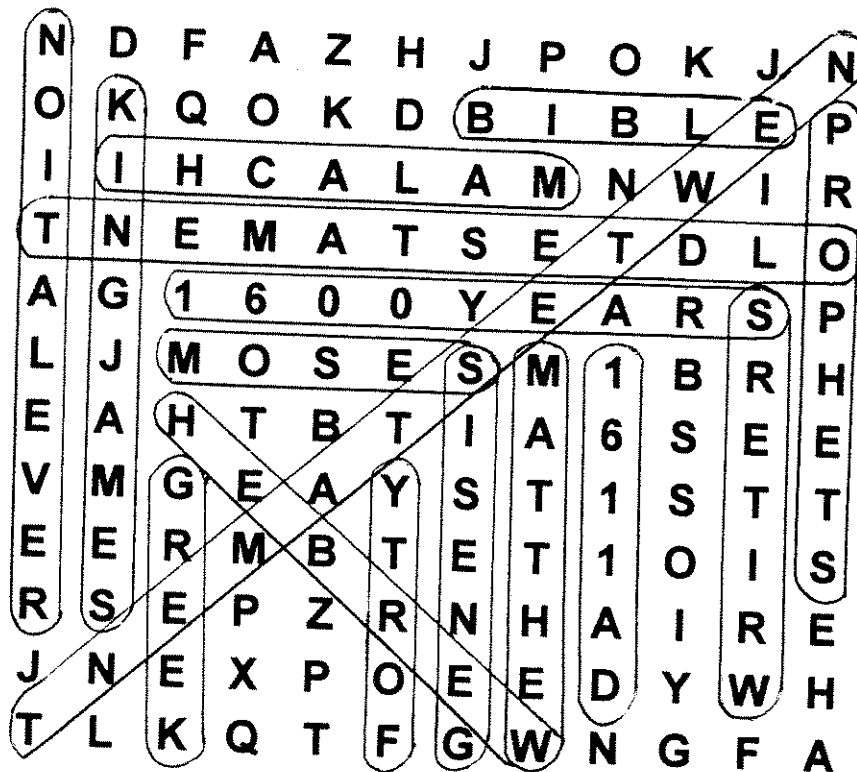 N D F A Z H J P O K J N
O K Q O K D B I B L E P
I I H C A L A M N W I R
T N E M A T S E T D L O
A G 1 6 0 0 Y E A R S P
L J M O S E S M 1 B R H
E A H T B T I A 6 S E E
V M G E A Y S T 1 S T T
E E R M B T E T 1 O I S
R S E P Z R N H A I R E
J N E X P O E E D Y W H
T L K Q T F G W N G F A